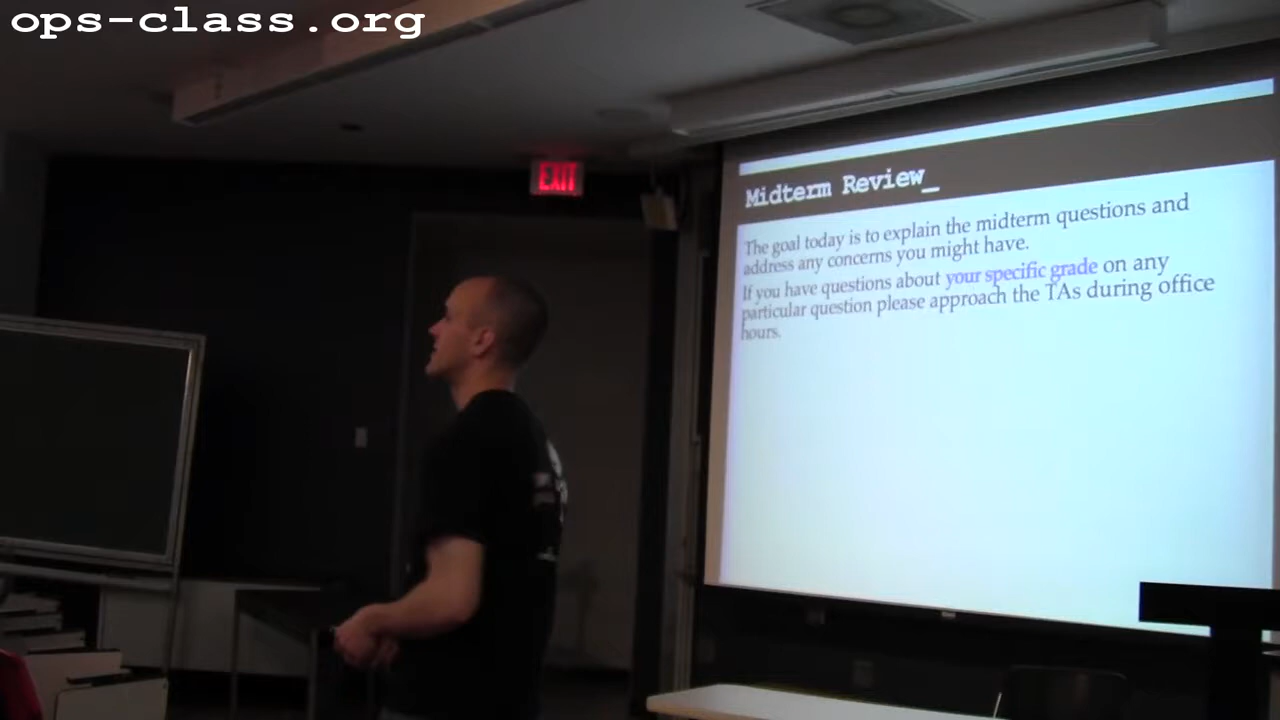 ops-class.org
EXIT
Midterm Review_
The goal today is to explain the midterm questions and
address any concerns you might have.
If you have questions about your specific grade on any
particular question please approach the TAs during office
hours.